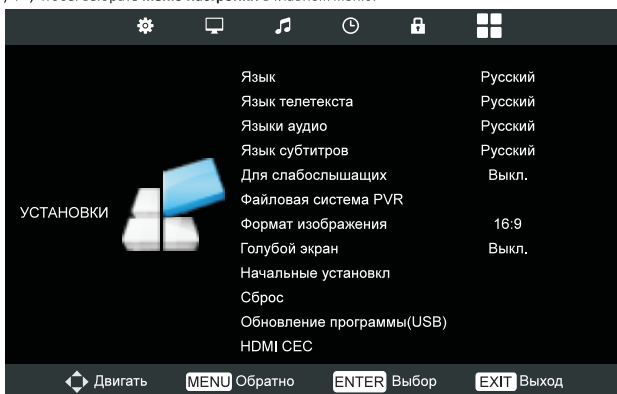 Язык Русский
Язык телетекста Русский
Языки аудио Русский
Язык субтитров Русский
Для слабослышащих Выкл.
Файловая система PVR
УСТАНОВКИ
Формат изображения 16:9
Голубой экран Выкл.
Начальные установкл
Сброс
Обновление программы(USB)
HDMI CEC
Двигать MENU Обратно ENTER Выбор EXIT Выход